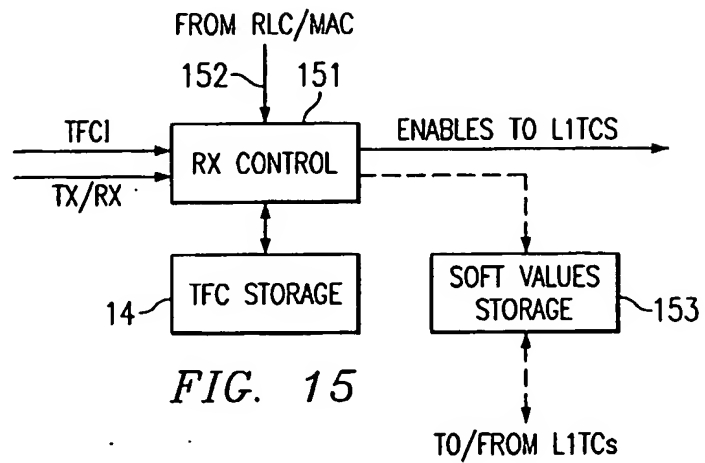 FROM RLC/MAC
152
151
TFCI
ENABLES TO L1TCS
RX CONTROL
TX/RX
TFC STORAGE
SOFT VALUES
STORAGE
14
153
FIG. 15
TO/FROM L1TCs